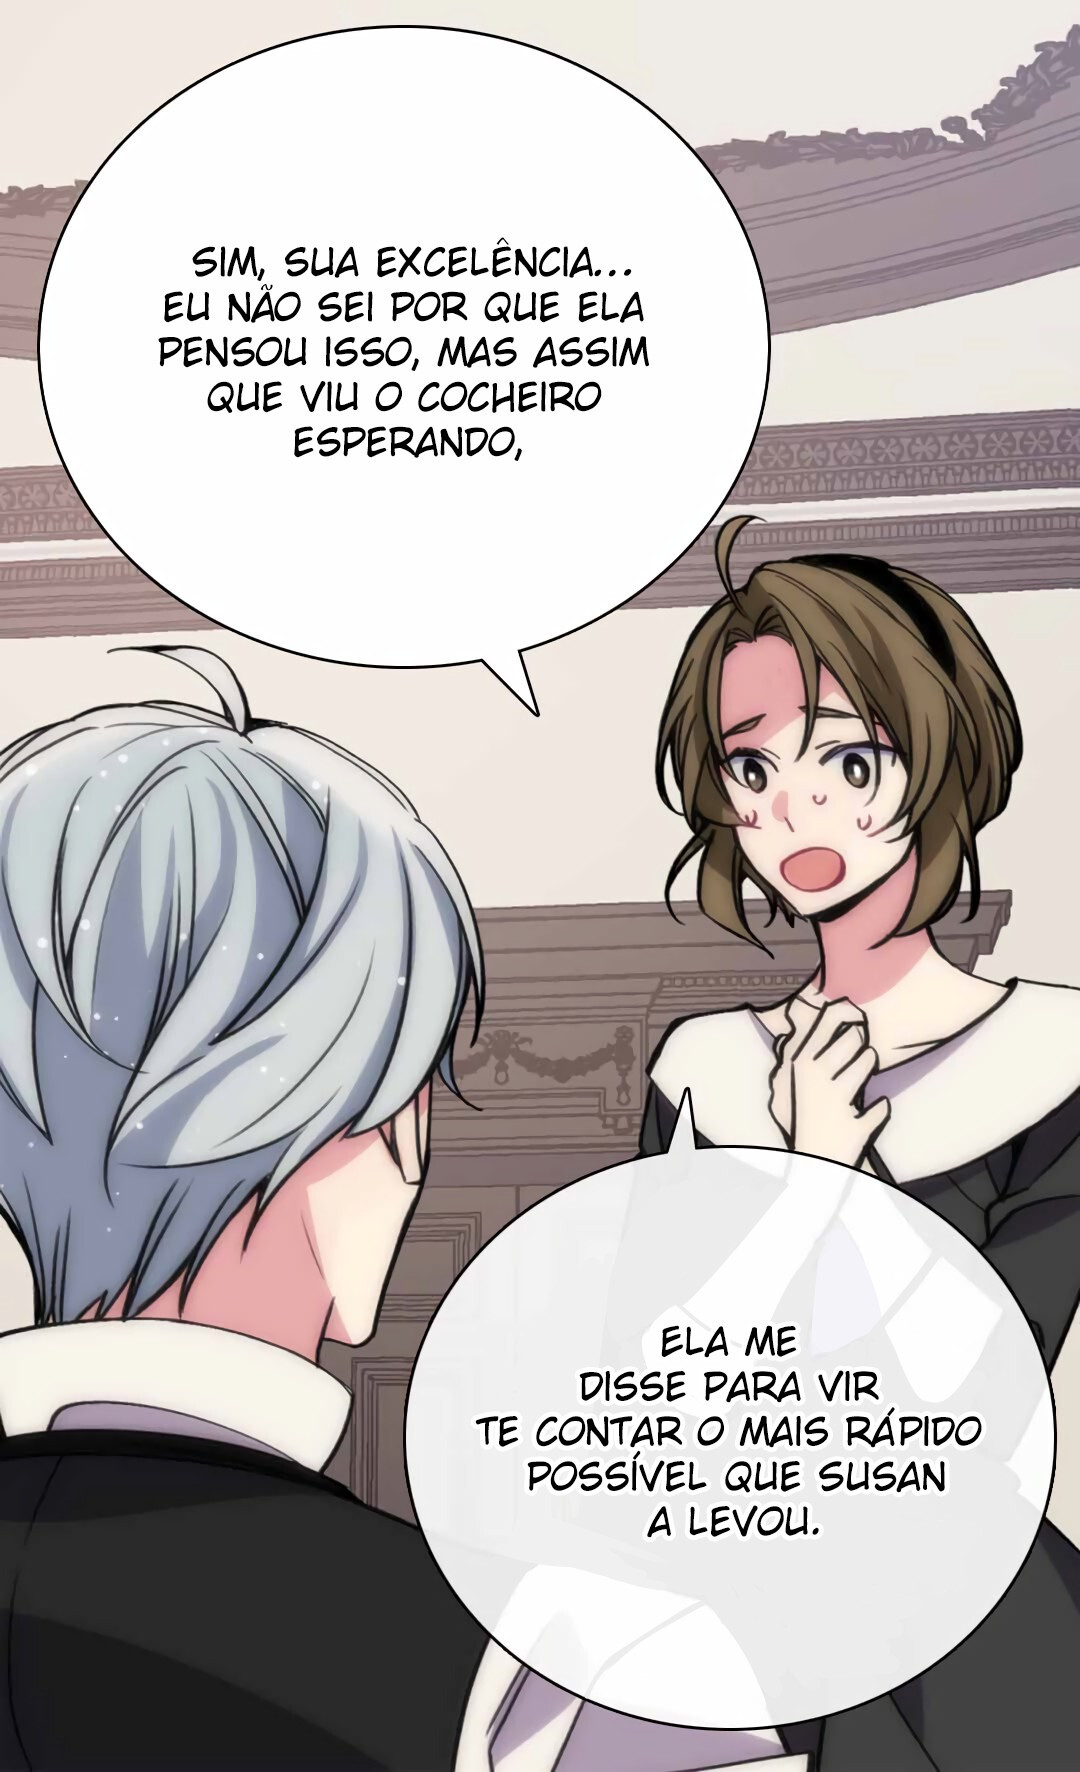 SIM, SUA EXCELÊNCIA...
EU NÃO SEI POR QUE ELA
PENSOU ISSO, MAS ASSIM
QUE VIU O COCHEIRO
ESPERANDO,
ELA ME
DISSE PARA VIR
TE CONTAR O MAIS RÁPIDO
POSSÍVEL QUE SUSAN
A LEVOU.